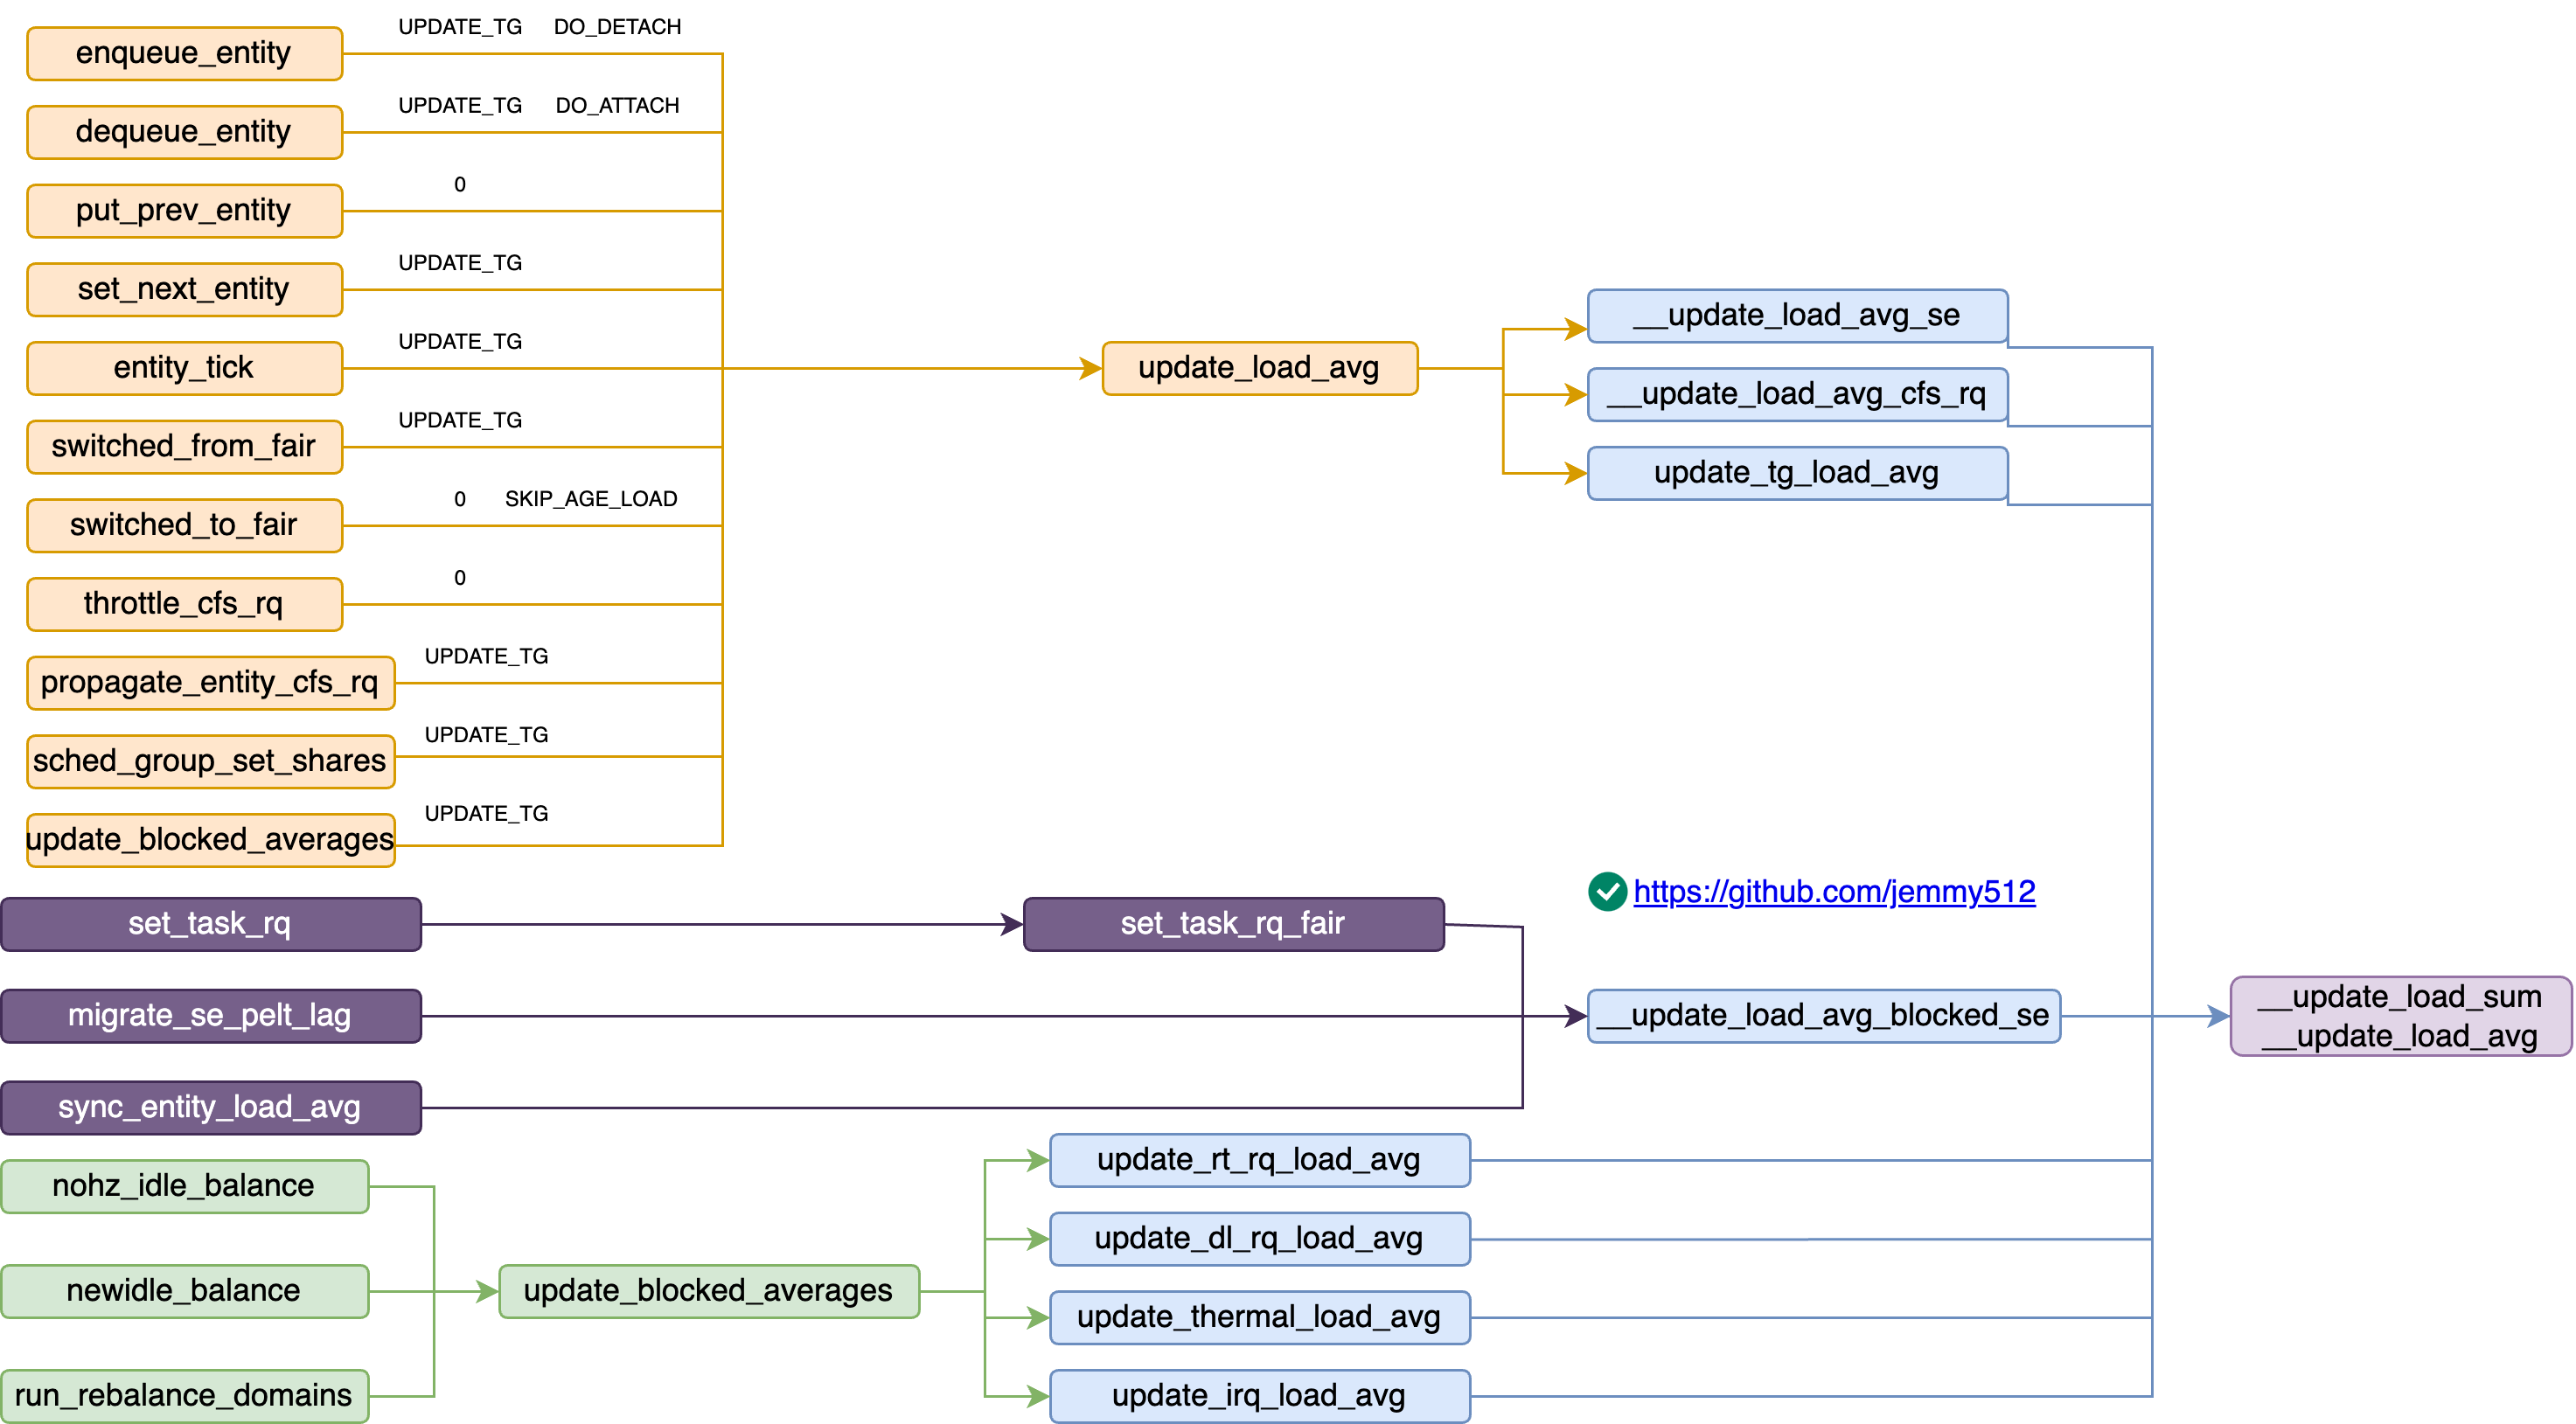 UPDATE_TG DO_DETACH
enqueue_entity
UPDATE_TG DO_ATTACH
dequeue_entity
0
put_prev_entity
UPDATE_TG
set_next_entity
UPDATE_TG
entity_tick
UPDATE_TG
switched_from_fair
0 SKIP_AGE_LOAD
switched_to_fair
0
throttle_cfs_rq
UPDATE_TG
propagate_entity_cfs_rq
UPDATE_TG
sched_group_set_shares
UPDATE_TG
update_blocked_averages
update_load_avg
__update_load_avg_se
__update_load_avg_cfs_rq
update_tg_load_avg
https://github.com/jemmy512
set_task_rq
set_task_rq_fair
migrate_se_pelt_lag
__update_load_avg_blocked_se
__update_load_sum
__update_load_avg
sync_entity_load_avg
nohz_idle_balance
newidle_balance
run_rebalance_domains
update_blocked_averages
update_rt_rq_load_avg
update_dl_rq_load_avg
update_thermal_load_avg
update_irq_load_avg